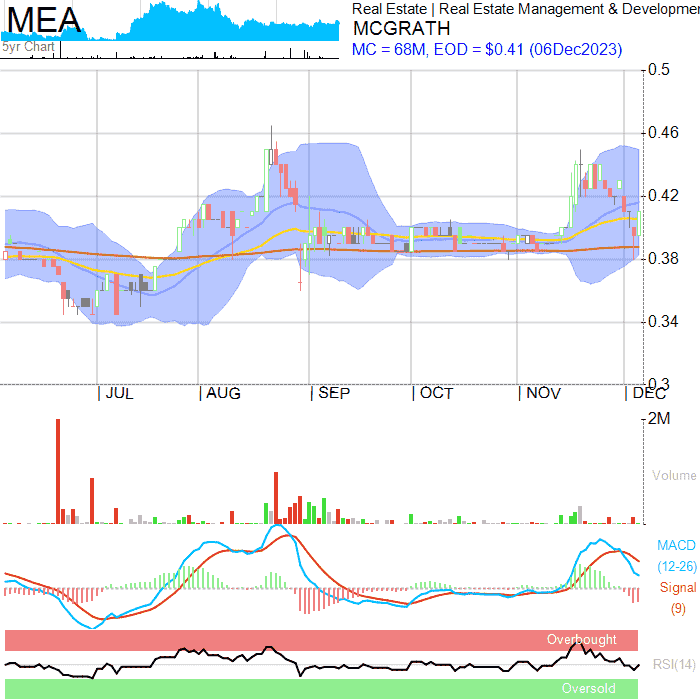 MEA
5yr Chart
Real Estate | Real Estate Management & Developmen
MCGRATH
MC = 68M, EOD = $0.41 (06Dec2023)
0.5
0.46
0.42
0.38
0.34
0.3
JUL AUG SEP OCT NOV DEC
2M
Volume
MACD
(12-26)
Signal
(9)
Overbought
RSI(14)
Oversold